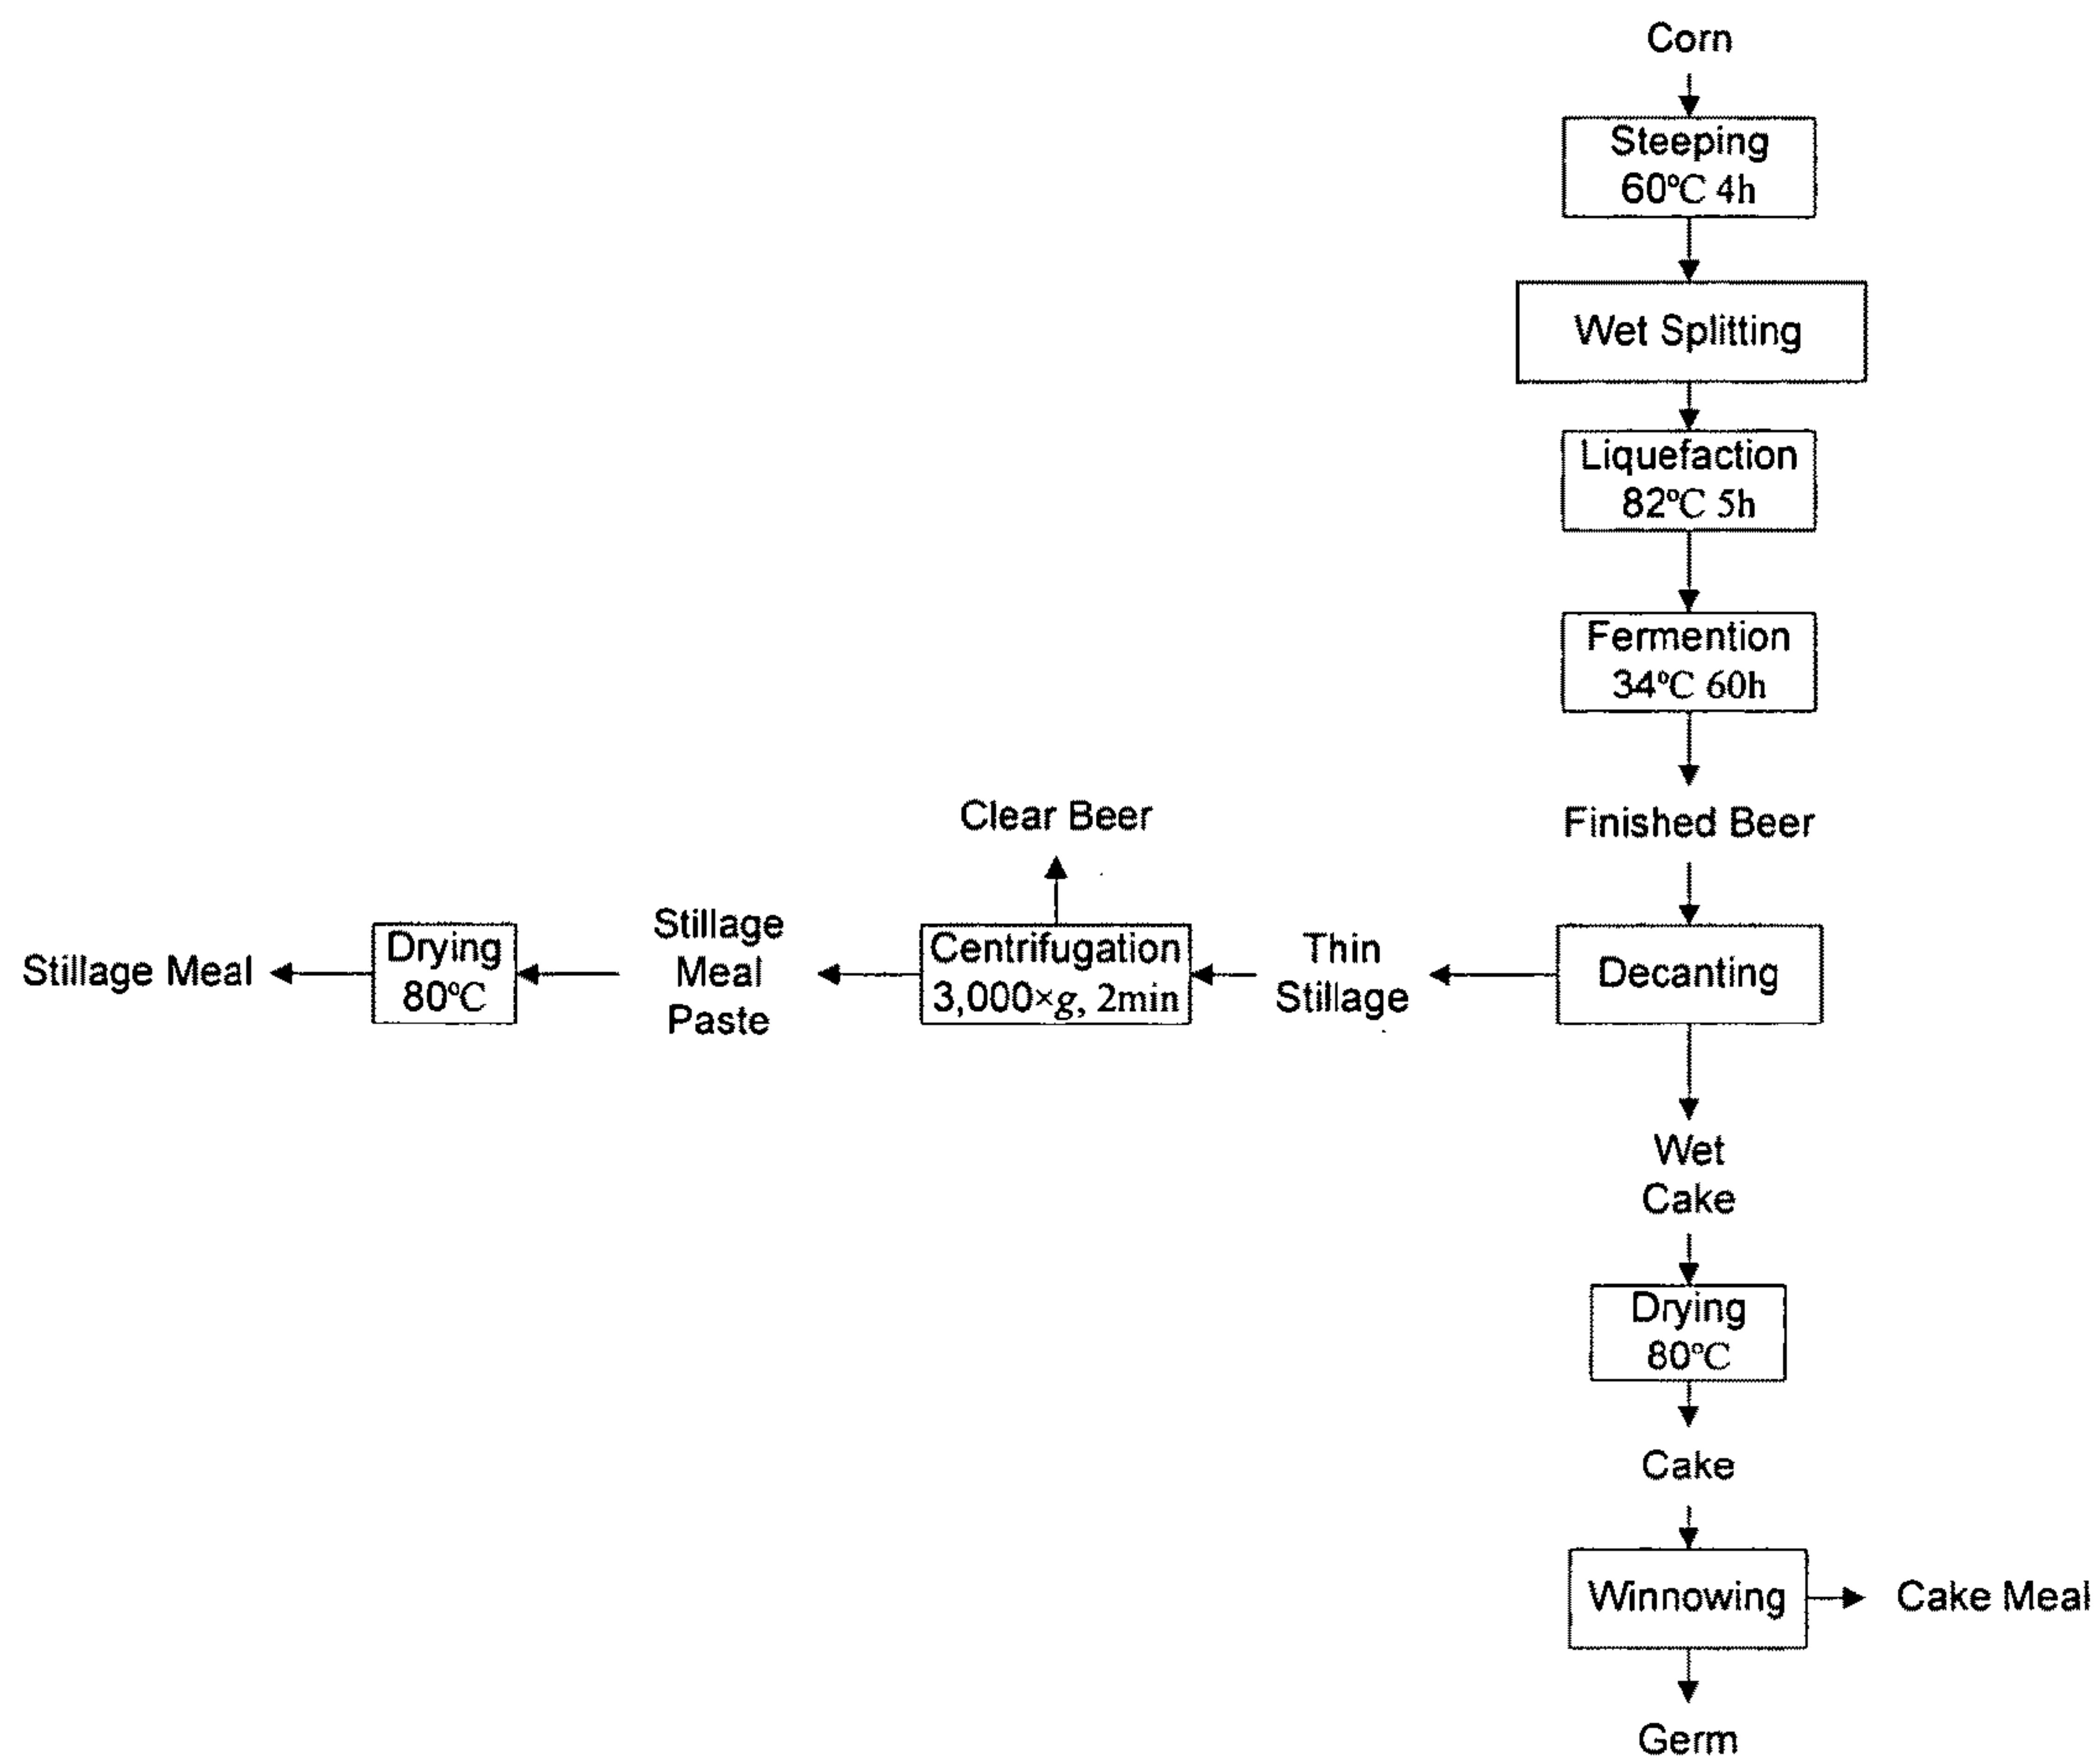 Corn
Steeping
60°C 4h
Wet Splitting
Liquefaction
82°C 5h
Fermention
34°C 60h
Finished Beer
Decanting
Thin
Stillage
Centrifugation
3,000×g, 2min
Clear Beer
Stillage
Meal
Paste
Drying
80°C
Stillage Meal
Wet
Cake
Drying
80°C
Cake
Winnowing
Cake Meal
Germ